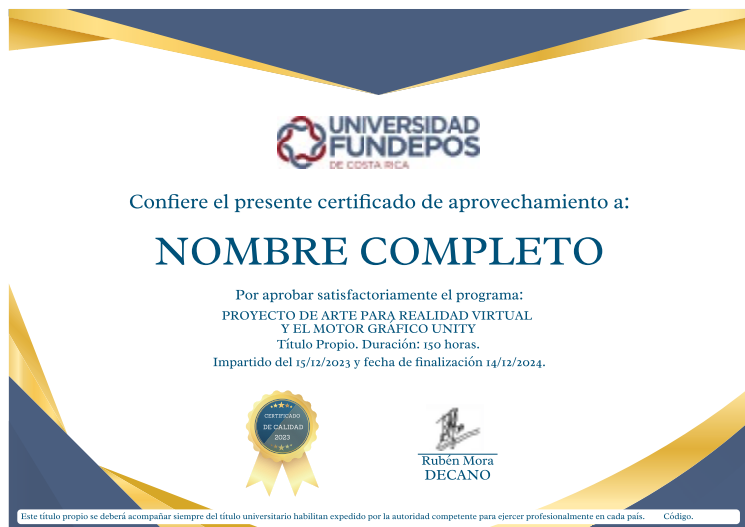 UNIVERSIDAD
FUNDEPOS
DE COSTA RICA
Confiere el presente certificado de aprovechamiento a:
NOMBRE COMPLETO
Por aprobar satisfactoriamente el programa:
PROYECTO DE ARTE PARA REALIDAD VIRTUAL
Y EL MOTOR GRÁFICO UNITY
Título Propio. Duración: 150 horas.
Impartido del 15/12/2023 y fecha de finalización 14/12/2024.
CERTIFICADO
DE CALIDAD
2023
Rubén Mora
DECANO
Este título propio se deberá acompañar siempre del título universitario habilitan expedido por la autoridad competente para ejercer profesionalmente en cada país. Código.